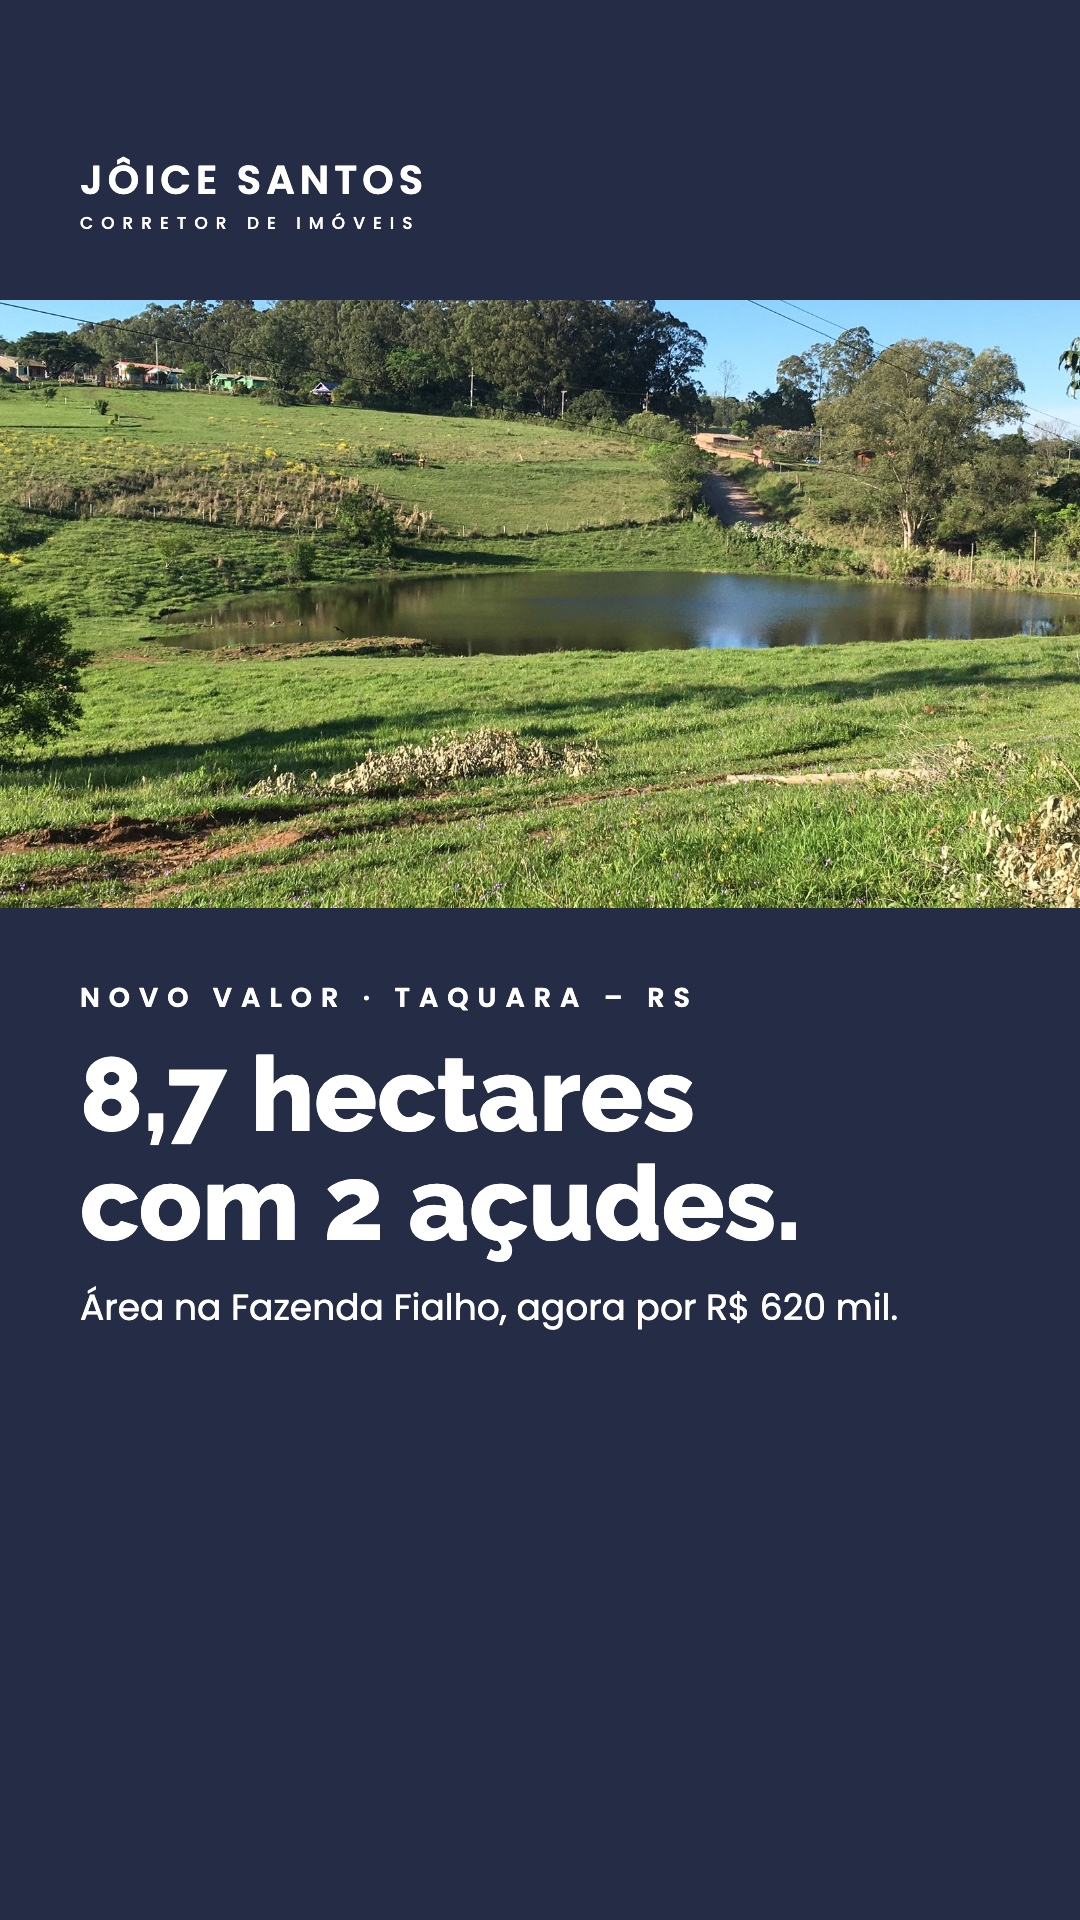 JÔICE SANTOS
CORRETOR DE IMÓVEIS
NOVO VALOR · TAQUARA – RS
8,7 hectares
com 2 açudes.
Área na Fazenda Fialho, agora por R$ 620 mil.